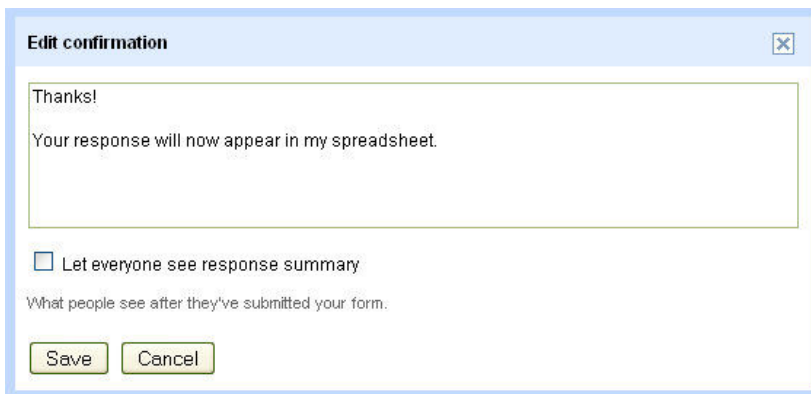 Edit confirmation
Thanks!
Your response will now appear in my spreadsheet.
Let everyone see response summary
What people see after they've submitted your form.
Save Cancel